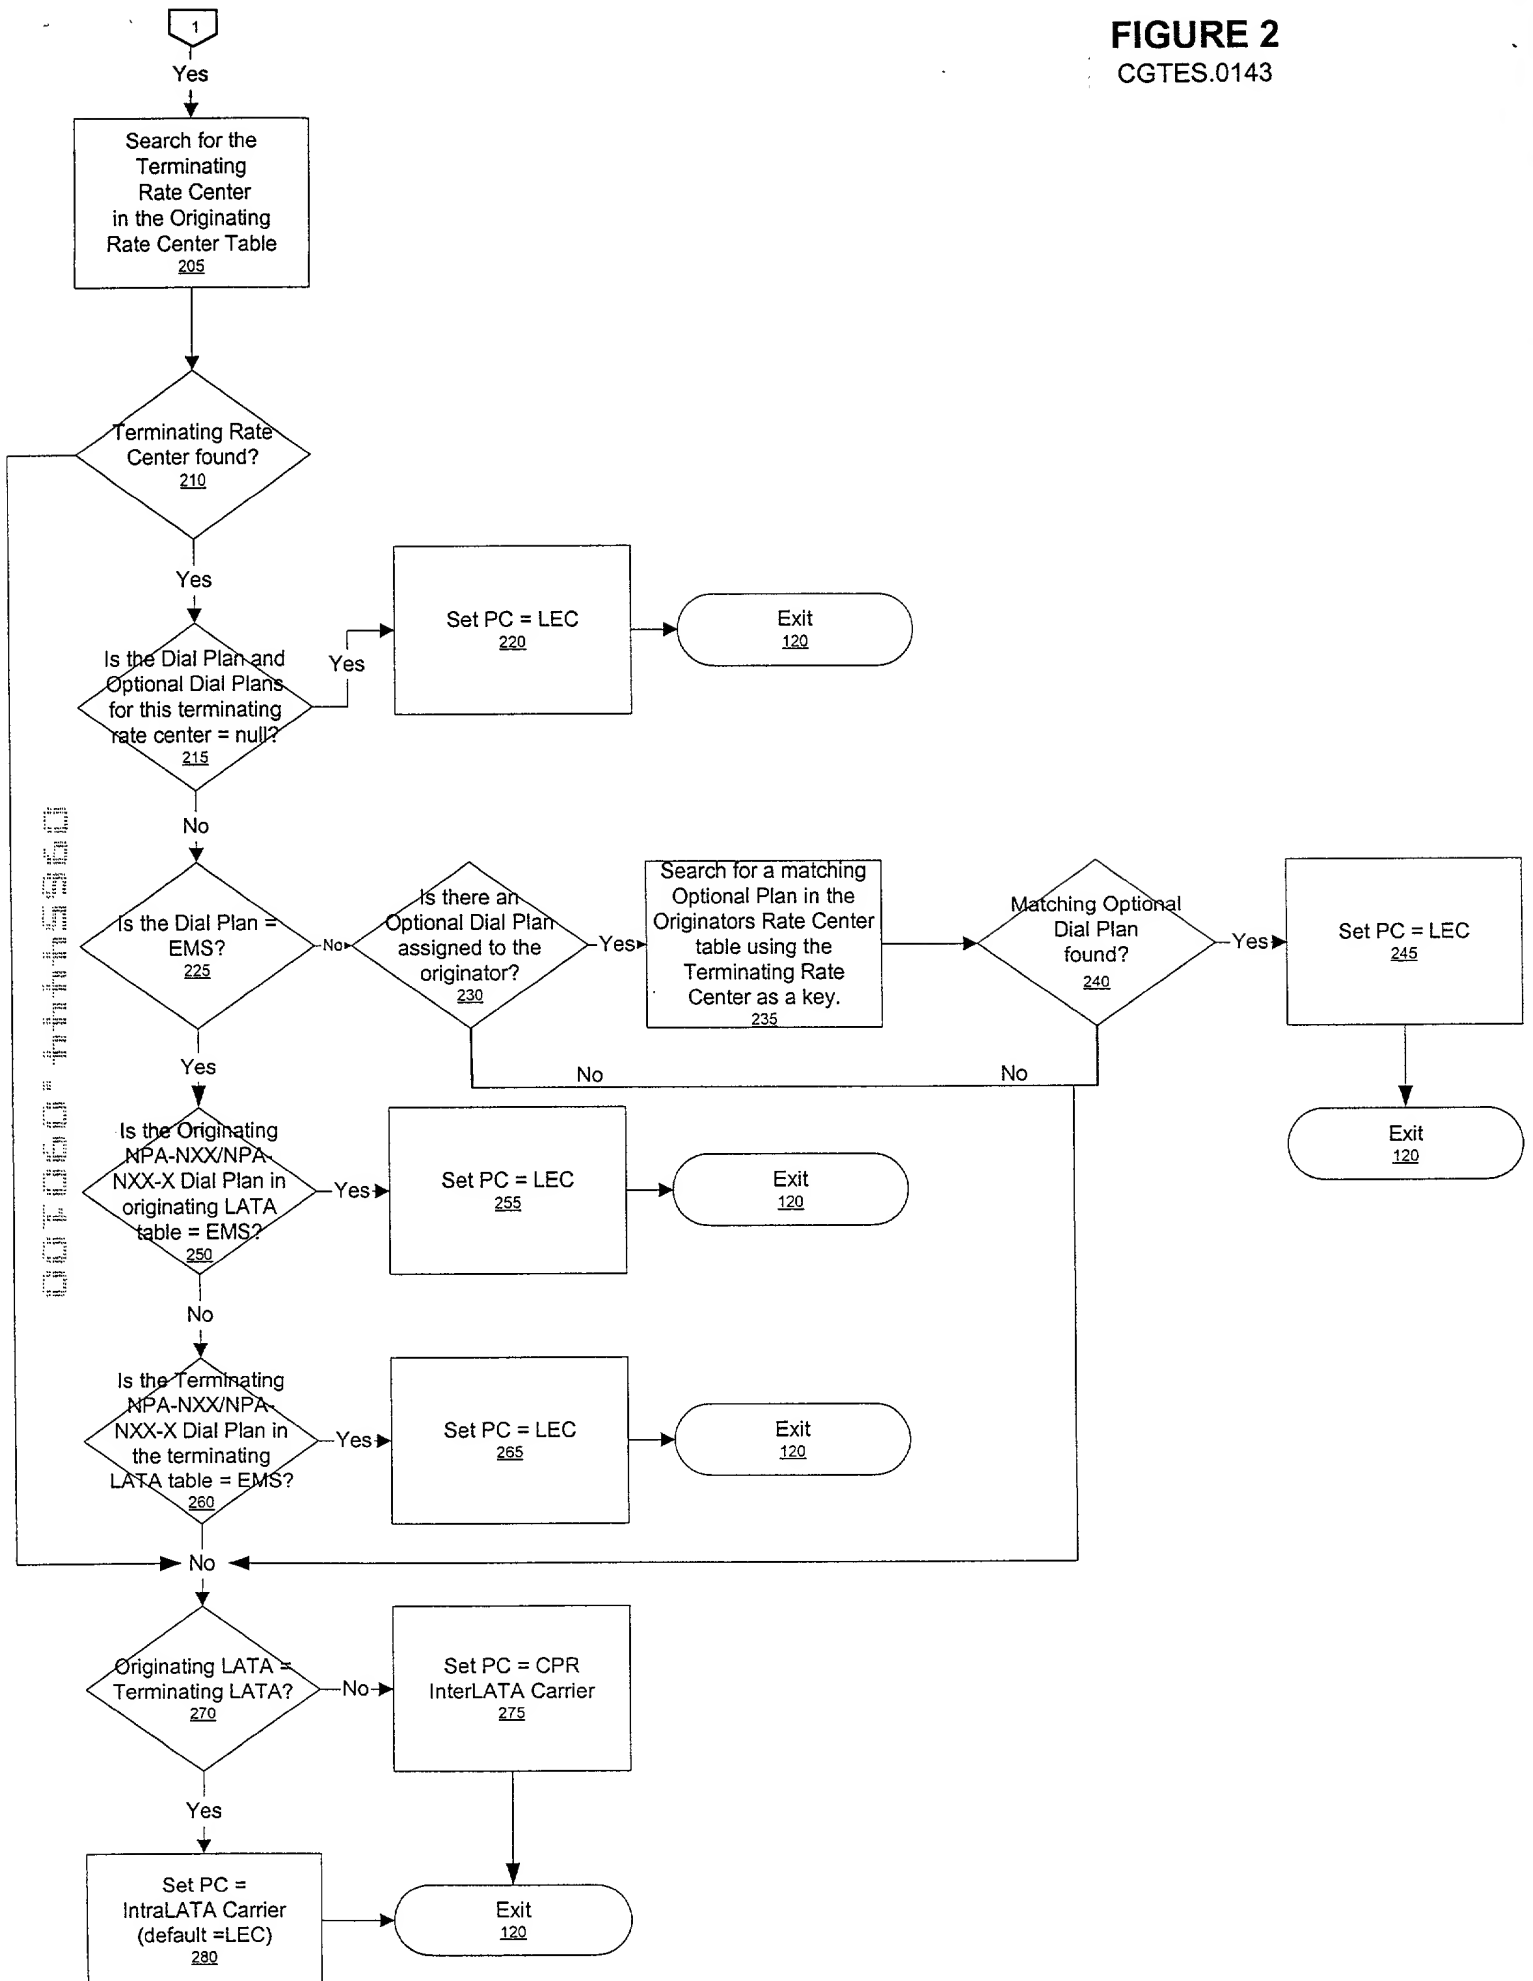 1
FIGURE 2
CGTES.0143
Yes
Search for the
Terminating
Rate Center
in the Originating
Rate Center Table
205
Terminating Rate
Center found?
210
Yes
Set PC = LEC
220
Exit
120
Is the Dial Plan and
Optional Dial Plans
for this terminating
rate center = null?
215
Yes
No
Is the Dial Plan =
EMS?
225
No
Is there an
Optional Dial Plan
assigned to the
originator?
230
Yes
Search for a matching
Optional Plan in the
Originators Rate Center
table using the
Terminating Rate
Center as a key.
235
Matching Optional
Dial Plan
found?
240
Yes
Set PC = LEC
245
Yes
No
No
Exit
120
Is the Originating
NPA-NXX/NPA-
NXX-X Dial Plan in
originating LATA
table = EMS?
250
Yes
Set PC = LEC
255
Exit
120
No
Is the Terminating
NPA-NXX/NPA-
NXX-X Dial Plan in
the terminating
LATA table = EMS?
260
Yes
Set PC = LEC
265
Exit
120
No
Originating LATA =
Terminating LATA?
270
No
Set PC = CPR
InterLATA Carrier
275
Yes
Set PC =
IntraLATA Carrier
(default =LEC)
280
Exit
120